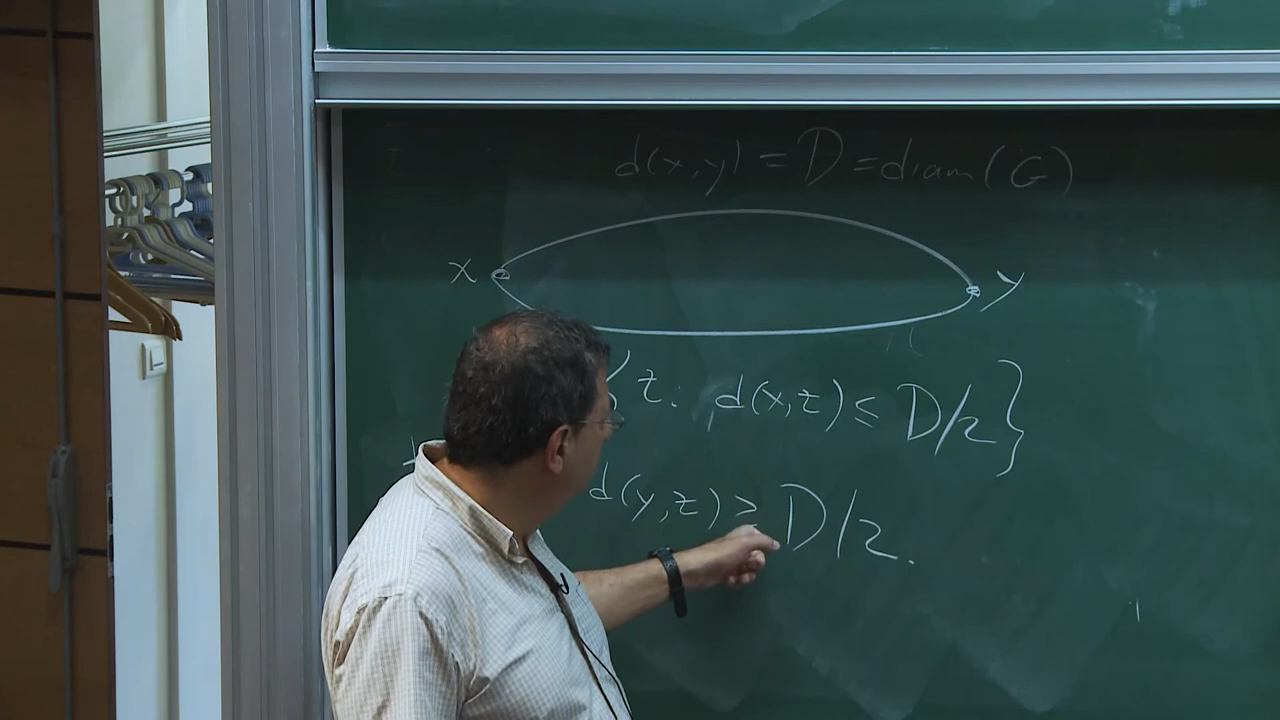 d(x,y) = D = diam(G)
x y
{ z: d(x,z) ≤ D/2 }
d(y,z) ≥ D/2.